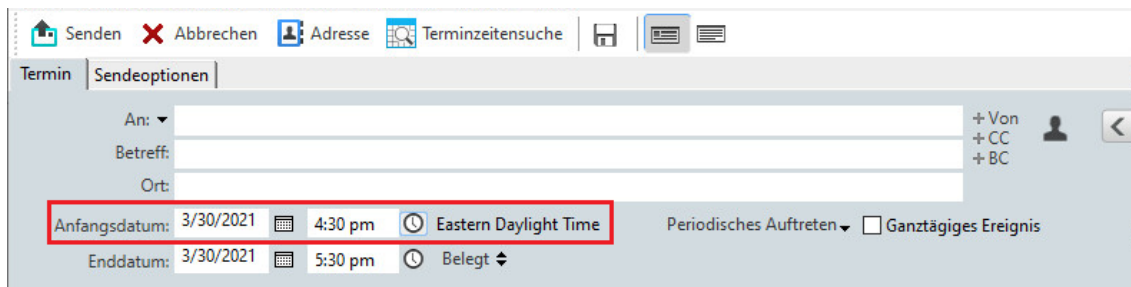 Senden Abbrechen Adresse Terminzeitensuche
Termin Sendeoptionen
An: + Von
+ CC
Betreff: + BC
Ort:
Anfangsdatum: 3/30/2021 4:30 pm Eastern Daylight Time Periodisches Auftreten Ganztägiges Ereignis
Enddatum: 3/30/2021 5:30 pm Belegt